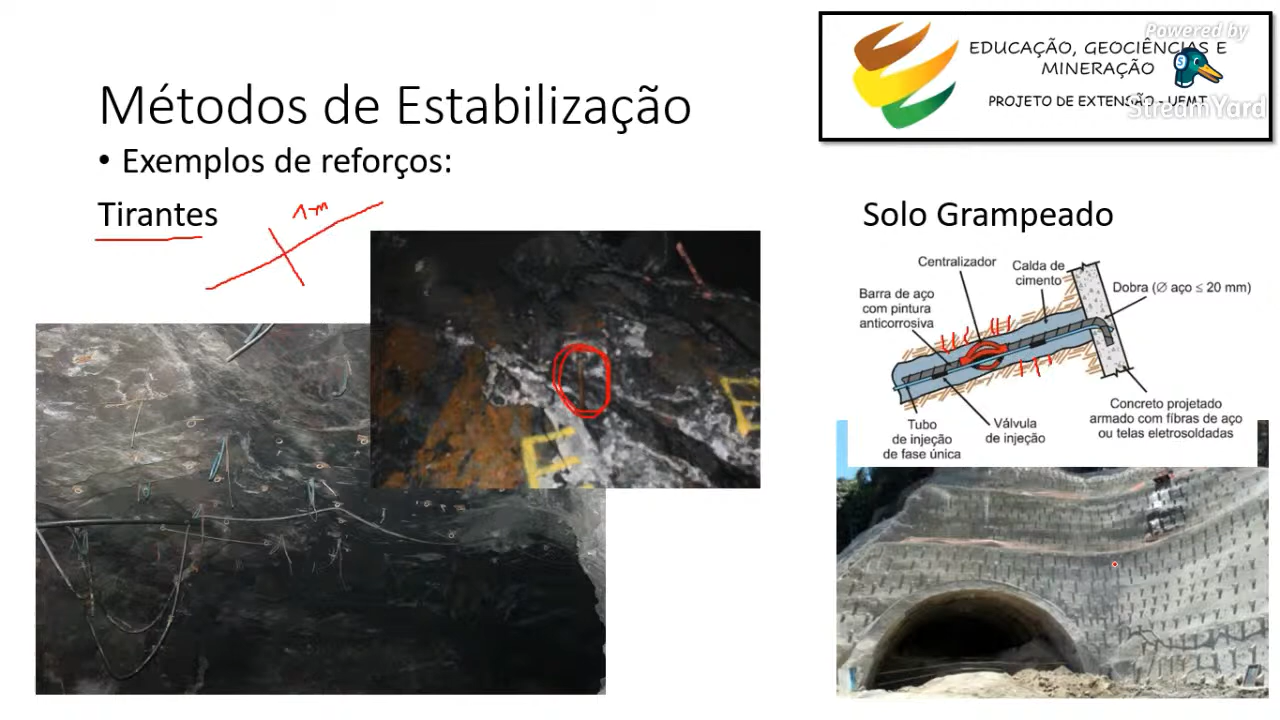 Métodos de Estabilização
• Exemplos de reforços:
Tirantes
1m
E
E
EDUCAÇÃO, GEOCIÊNCIAS E
MINERAÇÃO
PROJETO DE EXTENSÃO - UFMT
Powered by
StreamYard
Solo Grampeado
Centralizador
Calda de
cimento
Dobra (Ø aço ≤ 20 mm)
Barra de aço
com pintura
anticorrosiva
Tubo
de injeção
de fase única
Válvula
de injeção
Concreto projetado
armado com fibras de aço
ou telas eletrosoldadas